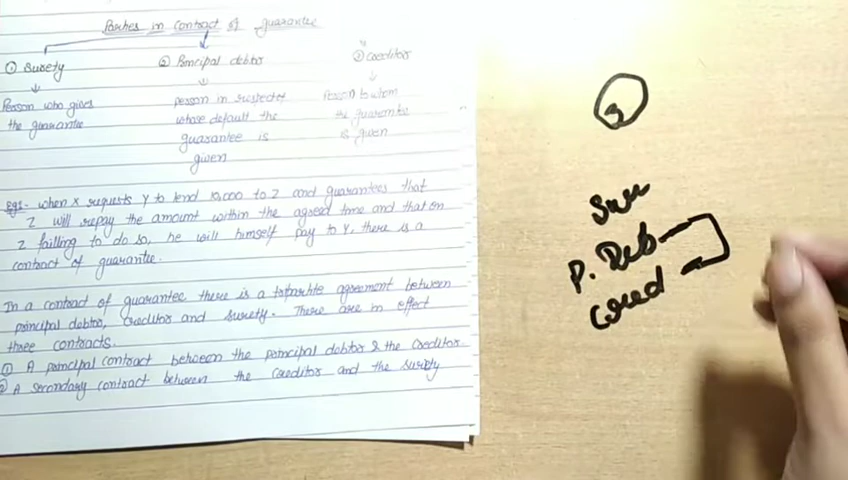 Parties in contract of guarantee
① Surety
② Principal debtor
③ Creditor
Person who gives
the guarantee
person in respect of
whose default the
guarantee is
given
Person to whom
the guarantee
is given
Eg:- when X requests Y to lend 10,000 to Z and guarantees that
Z will repay the amount within the agreed time and that on
Z failling to do so, he will himself pay to Y, there is a
contract of guarantee.
In a contract of guarantee there is a tripartite agreement between
principal debtor, creditor and surety. There are in effect
three contracts.
① A principal contract between the principal debtor & the creditor.
② A secondary contract between the creditor and the surety
3
Sure
P. Deb
Cred